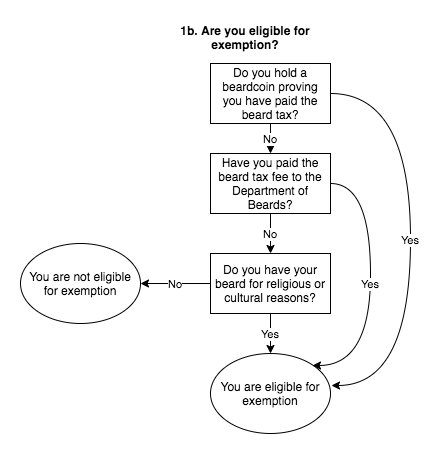 1b. Are you eligible for
exemption?
Do you hold a
beardcoin proving
you have paid the
beard tax?
No
Have you paid the
beard tax fee to the
Department of
Beards?
Yes
No
You are not eligible
for exemption
No
Do you have your
beard for religious or
cultural reasons?
Yes
Yes
You are eligible for
exemption